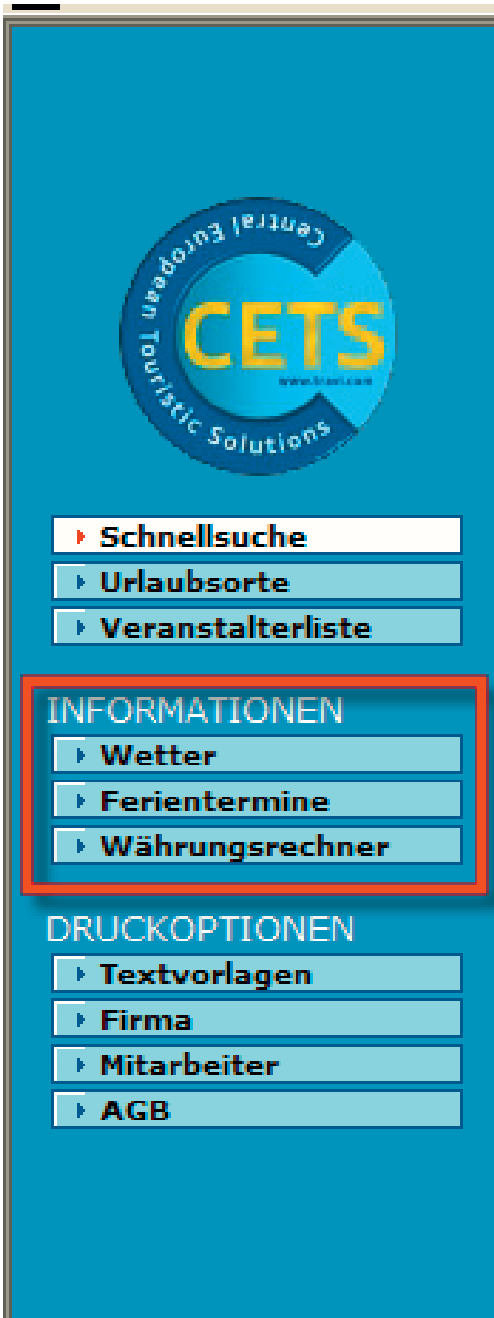 Central European Touristic Solutions
CETS
Schnellsuche
Urlaubsorte
Veranstalterliste
INFORMATIONEN
Wetter
Ferientermine
Währungsrechner
DRUCKOPTIONEN
Textvorlagen
Firma
Mitarbeiter
AGB